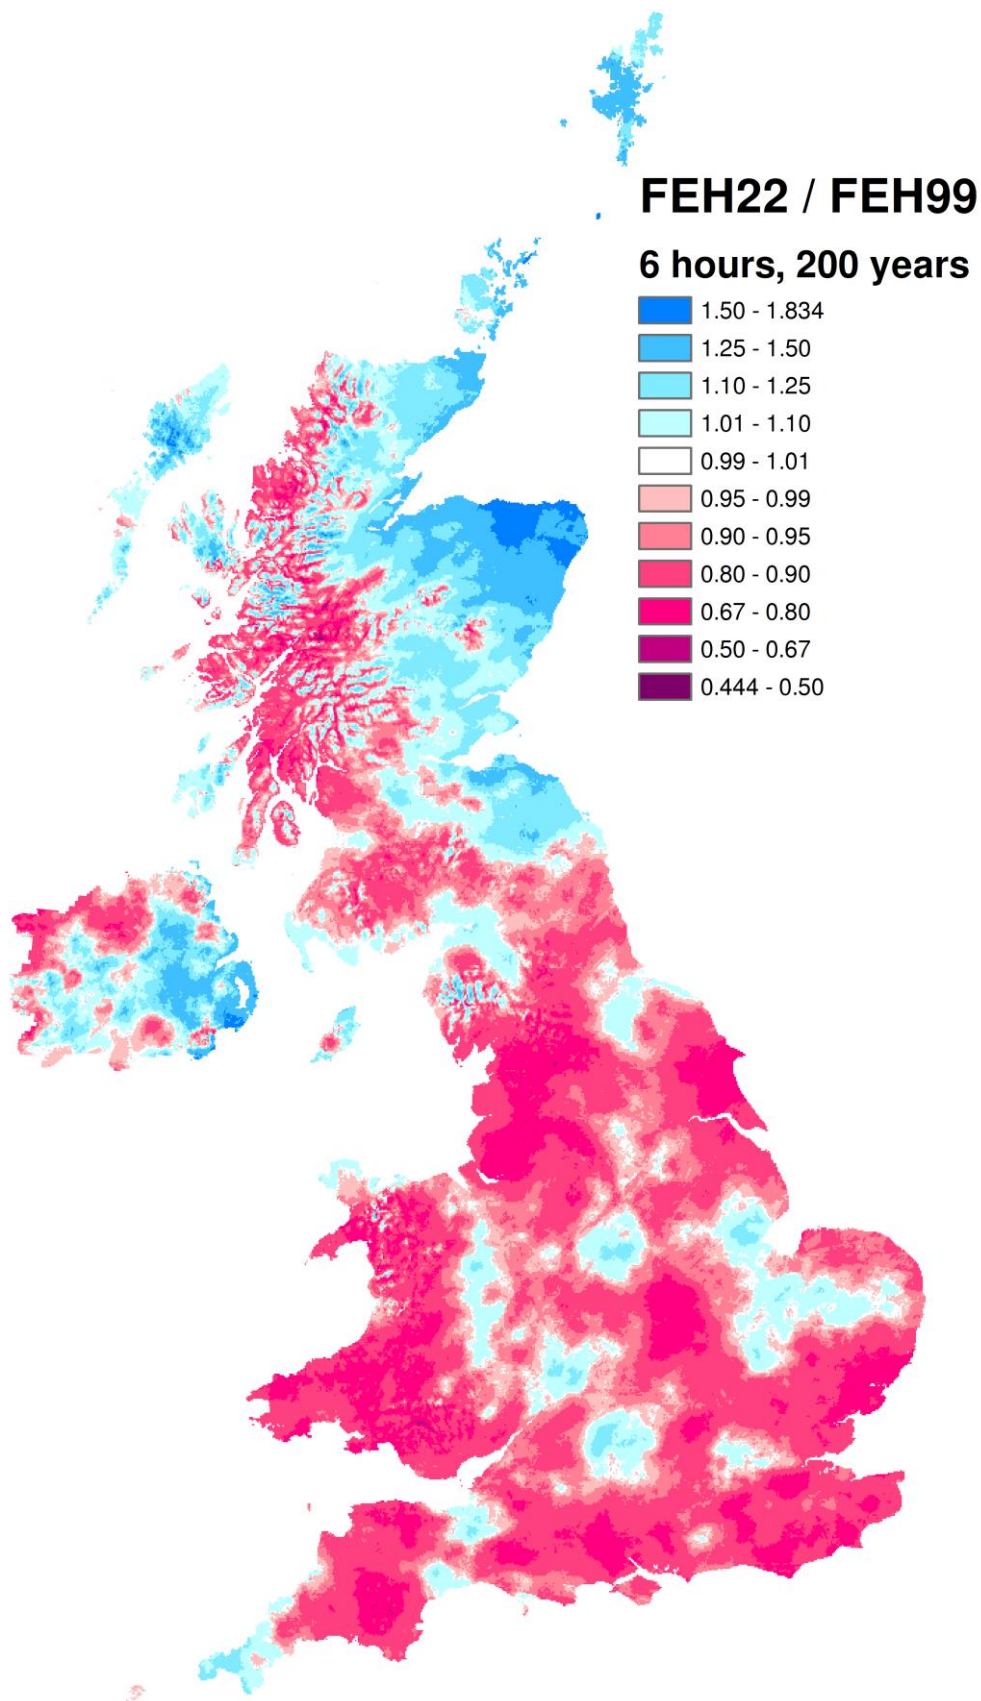 FEH22 / FEH99
6 hours, 200 years
1.50 - 1.834
1.25 - 1.50
1.10 - 1.25
1.01 - 1.10
0.99 - 1.01
0.95 - 0.99
0.90 - 0.95
0.80 - 0.90
0.67 - 0.80
0.50 - 0.67
0.444 - 0.50